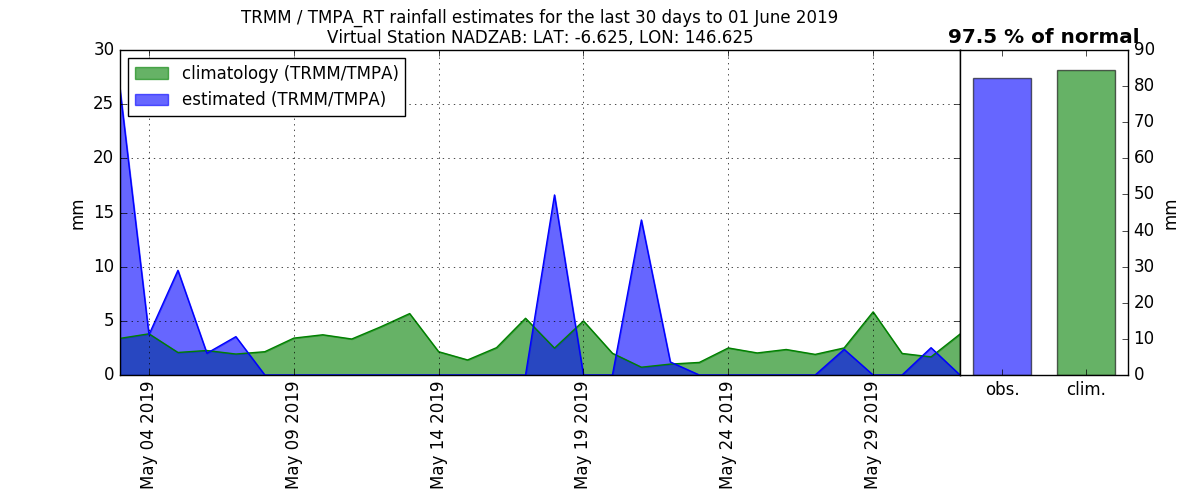 TRMM / TMPA_RT rainfall estimates for the last 30 days to 01 June 2019
Virtual Station NADZAB: LAT: -6.625, LON: 146.625
97.5 % of normal
climatology (TRMM/TMPA)
estimated (TRMM/TMPA)
mm
30
25
20
15
10
5
0
May 04 2019
May 09 2019
May 14 2019
May 19 2019
May 24 2019
May 29 2019
obs.
clim.
90
80
70
60
50
40
30
20
10
0
mm